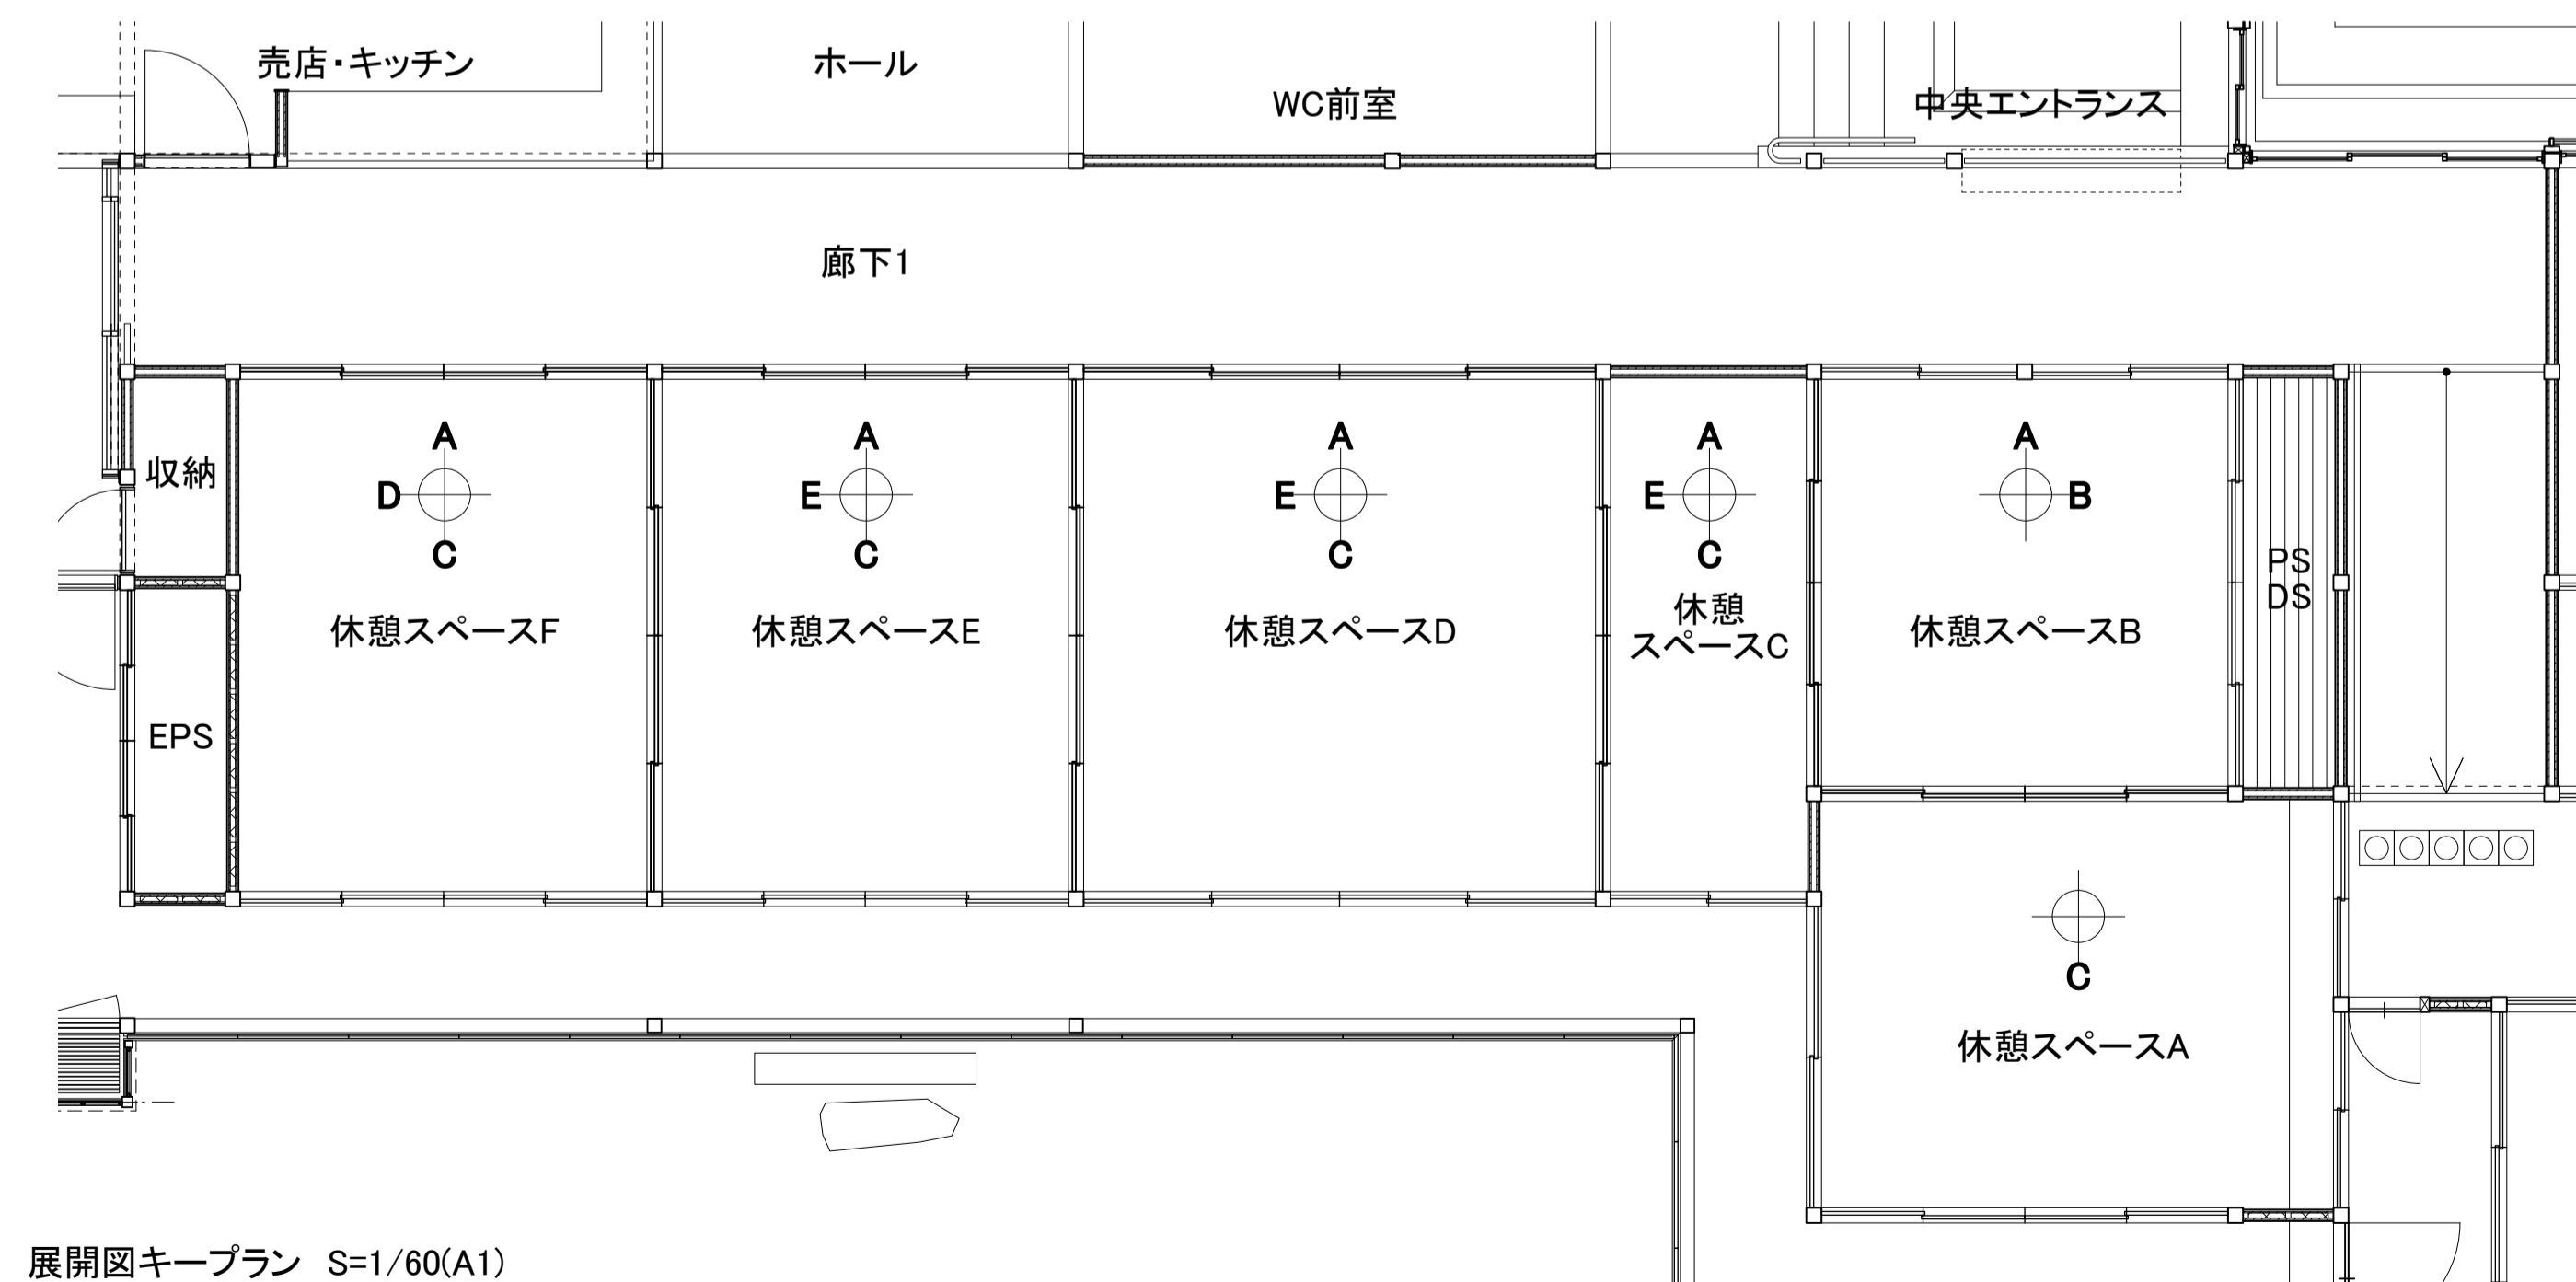 売店・キッチン
ホール
WC前室
中央エントランス
廊下1
収納
A
D
C
休憩スペースF
A
E
C
休憩スペースE
A
E
C
休憩スペースD
A
E
C
休憩
スペースC
A
B
休憩スペースB
PS
DS
EPS
C
休憩スペースA
展開図キープラン S=1/60(A1)